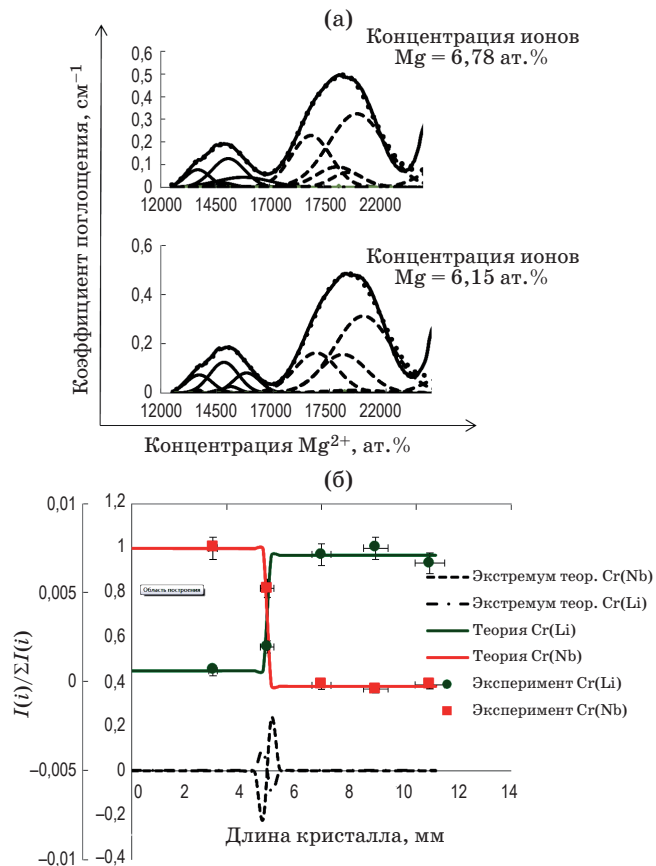 (а)
Коэффициент поглощения, см⁻¹
Концентрация ионов
Mg = 6,78 ат.%
0,6
0,5
0,4
0,3
0,2
0,1
0
12000 14500 17000 17500 22000
Концентрация ионов
Mg = 6,15 ат.%
0,6
0,4
0,2
0
12000 14500 17000 17500 22000
Концентрация Mg²⁺, ат.%
(б)
I(i)/ΣI(i)
0,01
0,007
0,005
0
−0,005
−0,01
1,2
1
0,8
0,6
0,4
0,2
0
−0,2
−0,4
Область построения
0 2 4 6 8 10 12 14
Длина кристалла, мм
Экстремум теор. Cr(Nb)
Экстремум теор. Cr(Li)
Теория Cr(Li)
Теория Cr(Nb)
Эксперимент Cr(Li)
Эксперимент Cr(Nb)